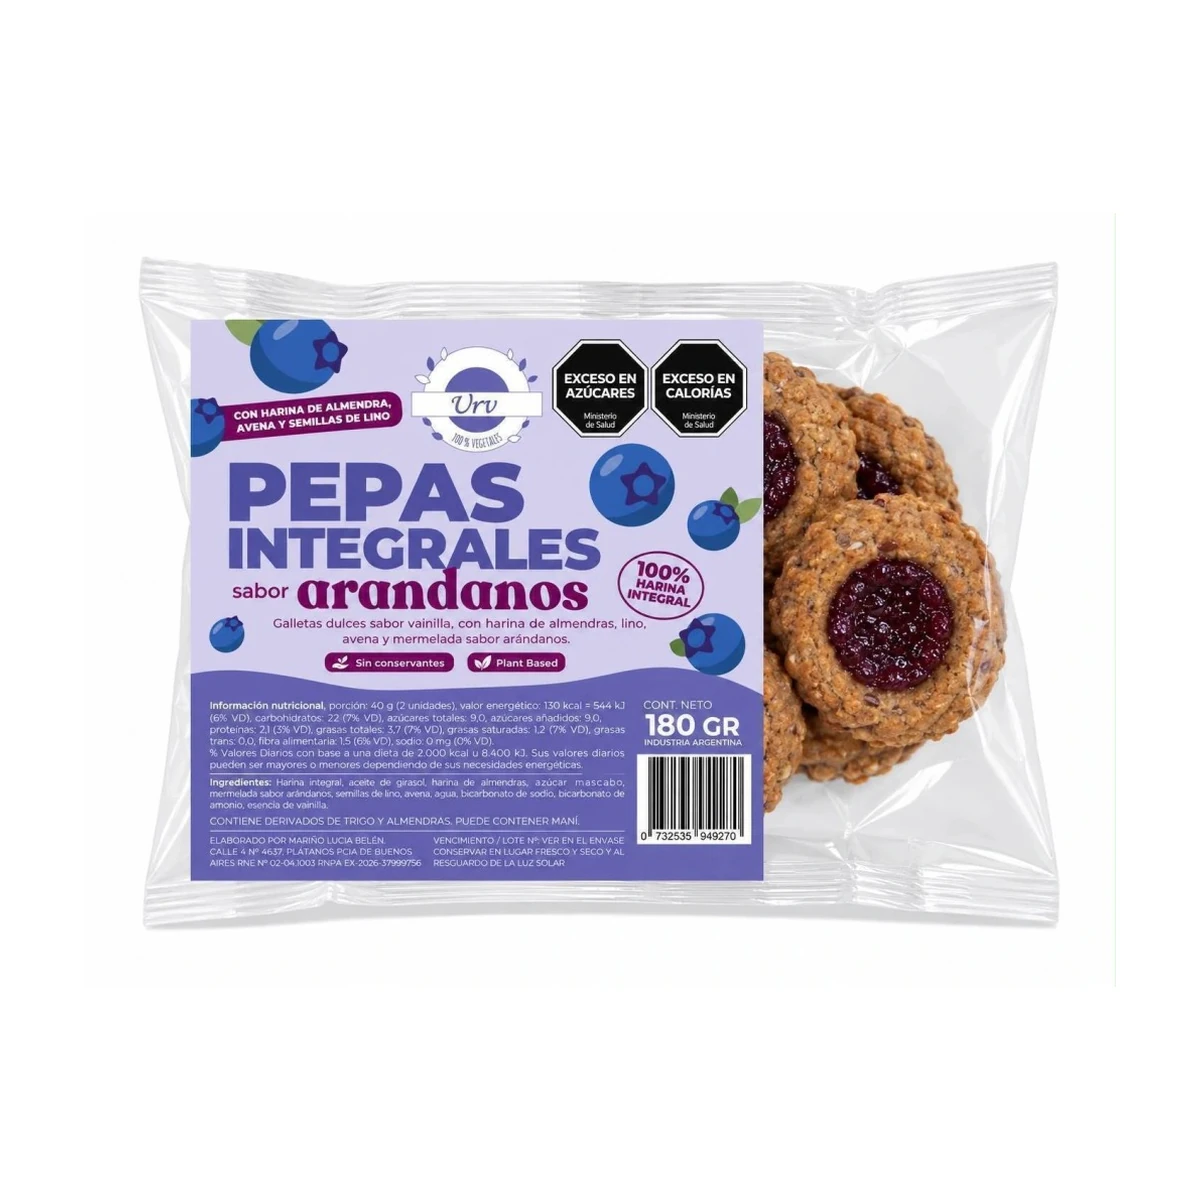 CON HARINA DE ALMENDRA,
AVENA Y SEMILLAS DE LINO
Urv
100 % VEGETALES
EXCESO EN
AZÚCARES
Ministerio
de Salud
EXCESO EN
CALORÍAS
Ministerio
de Salud
PEPAS
INTEGRALES
sabor arandanos
100%
HARINA
INTEGRAL
Galletas dulces sabor vainilla, con harina de almendras, lino,
avena y mermelada sabor arándanos.
Sin conservantes
Plant Based
Información nutricional, porción: 40 g (2 unidades), valor energético: 130 kcal = 544 kJ
(6% VD), carbohidratos: 22 (7% VD), azúcares totales: 9,0, azúcares añadidos: 9,0,
proteínas: 2,1 (3% VD), grasas totales: 3,7 (7% VD), grasas saturadas: 1,2 (7% VD), grasas
trans: 0,0, fibra alimentaria: 1,5 (6% VD), sodio: 0 mg (0% VD).
% Valores Diarios con base a una dieta de 2.000 kcal u 8.400 kJ. Sus valores diarios
pueden ser mayores o menores dependiendo de sus necesidades energéticas.
Ingredientes: Harina integral, aceite de girasol, harina de almendras, azúcar mascabo,
mermelada sabor arándanos, semillas de lino, avena, agua, bicarbonato de sodio, bicarbonato de
amonio, esencia de vainilla.
CONTIENE DERIVADOS DE TRIGO Y ALMENDRAS. PUEDE CONTENER MANÍ.
ELABORADO POR MARIÑO LUCIA BELÉN.
CALLE 4 Nº 4637, PLÁTANOS PCIA DE BUENOS
AIRES RNE Nº 02-04.1003 RNPA EX-2026-37999756
VENCIMIENTO / LOTE Nº: VER EN EL ENVASE
CONSERVAR EN LUGAR FRESCO Y SECO Y AL
RESGUARDO DE LA LUZ SOLAR
CONT. NETO
180 GR
INDUSTRIA ARGENTINA
0 732535 949270